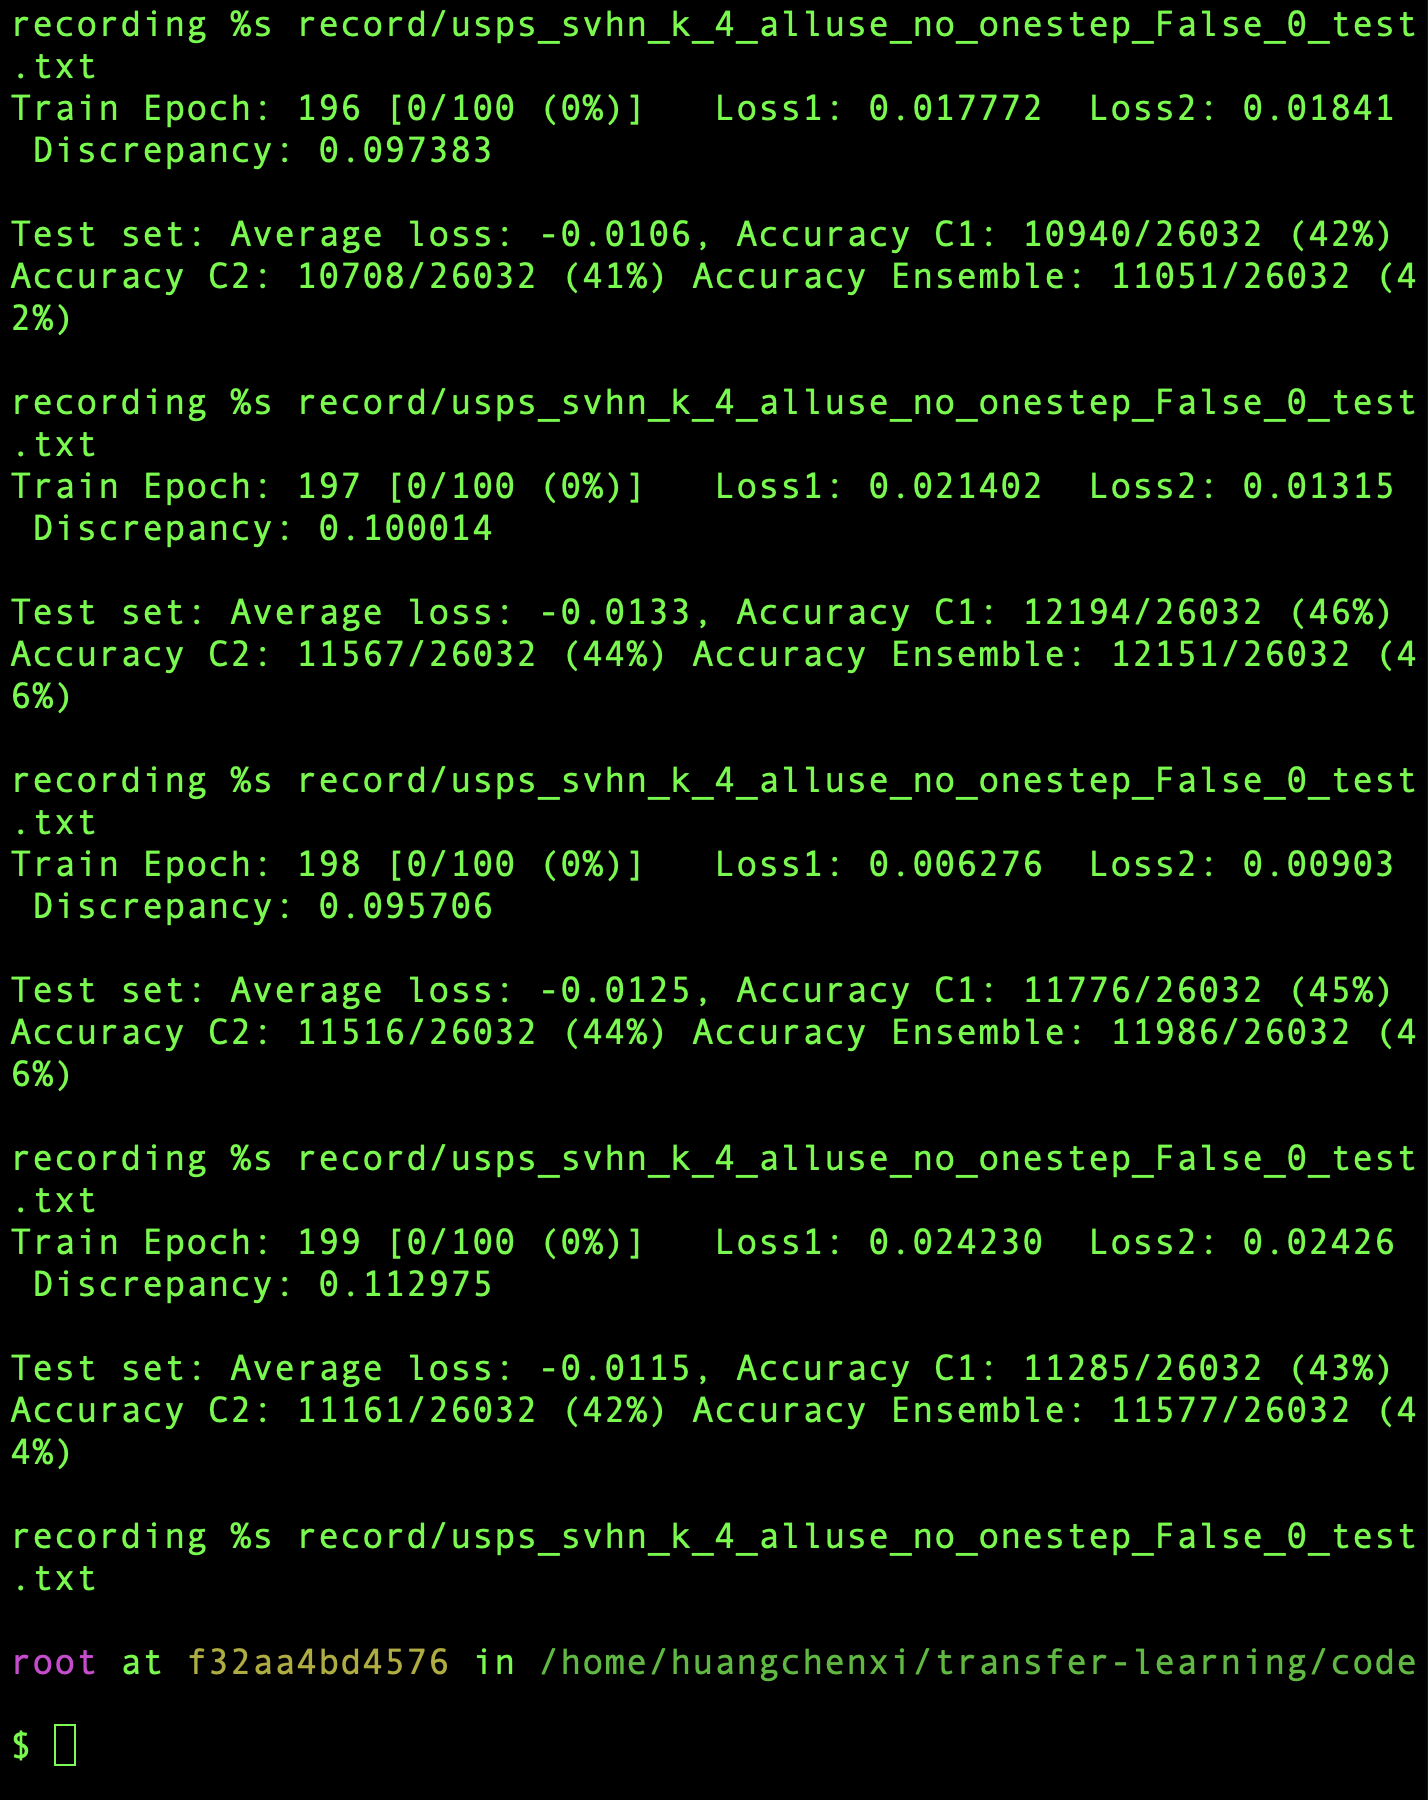 recording %s record/usps_svhn_k_4_alluse_no_onestep_False_0_test
.txt
Train Epoch: 196 [0/100 (0%)]   Loss1: 0.017772  Loss2: 0.01841
 Discrepancy: 0.097383
Test set: Average loss: -0.0106, Accuracy C1: 10940/26032 (42%)
Accuracy C2: 10708/26032 (41%) Accuracy Ensemble: 11051/26032 (4
2%)
recording %s record/usps_svhn_k_4_alluse_no_onestep_False_0_test
.txt
Train Epoch: 197 [0/100 (0%)]   Loss1: 0.021402  Loss2: 0.01315
 Discrepancy: 0.100014
Test set: Average loss: -0.0133, Accuracy C1: 12194/26032 (46%)
Accuracy C2: 11567/26032 (44%) Accuracy Ensemble: 12151/26032 (4
6%)
recording %s record/usps_svhn_k_4_alluse_no_onestep_False_0_test
.txt
Train Epoch: 198 [0/100 (0%)]   Loss1: 0.006276  Loss2: 0.00903
 Discrepancy: 0.095706
Test set: Average loss: -0.0125, Accuracy C1: 11776/26032 (45%)
Accuracy C2: 11516/26032 (44%) Accuracy Ensemble: 11986/26032 (4
6%)
recording %s record/usps_svhn_k_4_alluse_no_onestep_False_0_test
.txt
Train Epoch: 199 [0/100 (0%)]   Loss1: 0.024230  Loss2: 0.02426
 Discrepancy: 0.112975
Test set: Average loss: -0.0115, Accuracy C1: 11285/26032 (43%)
Accuracy C2: 11161/26032 (42%) Accuracy Ensemble: 11577/26032 (4
4%)
recording %s record/usps_svhn_k_4_alluse_no_onestep_False_0_test
.txt
root at f32aa4bd4576 in /home/huangchenxi/transfer-learning/code
$